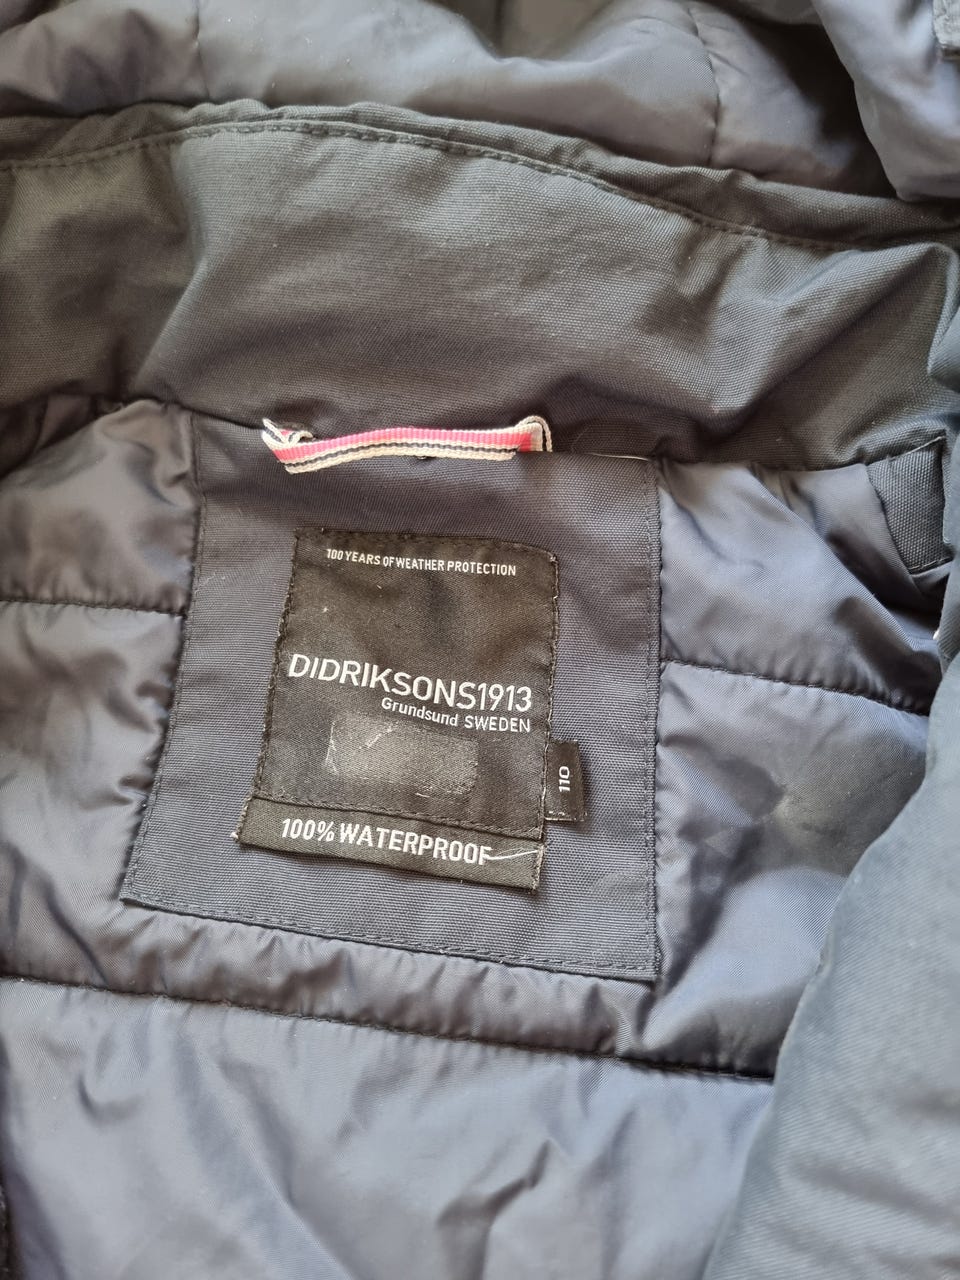 100 YEARS OF WEATHER PROTECTION
DIDRIKSONS1913
Grundsund SWEDEN
110
100% WATERPROOF